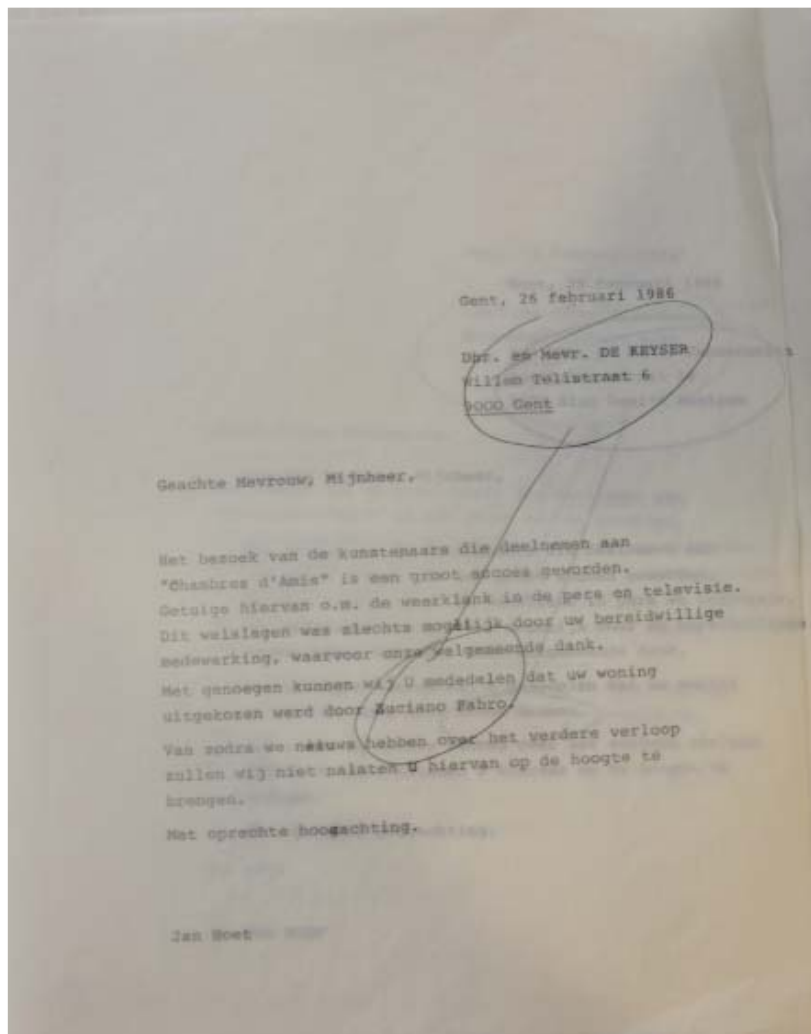 Gent, 26 februari 1986
Dhr. en Mevr. DE KEYSER
Willem Tellstraat 6
9000 Gent
Geachte Mevrouw, Mijnheer,
Het bezoek van de kunstenaars die deelnemen aan
"Chambres d'Amis" is een groot succes geworden.
Getuige hiervan o.m. de weerklank in de pers en televisie.
Dit welslagen was slechts mogelijk door uw bereidwillige
medewerking, waarvoor onze welgemeende dank.
Met genoegen kunnen wij U mededelen dat uw woning
uitgekozen werd door Luciano Fabro.
Van zodra we nieuws hebben over het verdere verloop
zullen wij niet nalaten U hiervan op de hoogte te
brengen.
Met oprechte hoogachting.
Jan Hoet